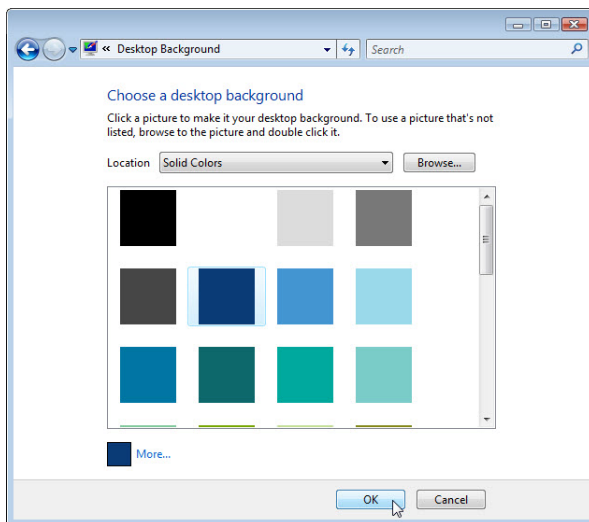 « Desktop Background
Search
Choose a desktop background
Click a picture to make it your desktop background. To use a picture that's not
listed, browse to the picture and double click it.
Location Solid Colors Browse...
More...
OK Cancel